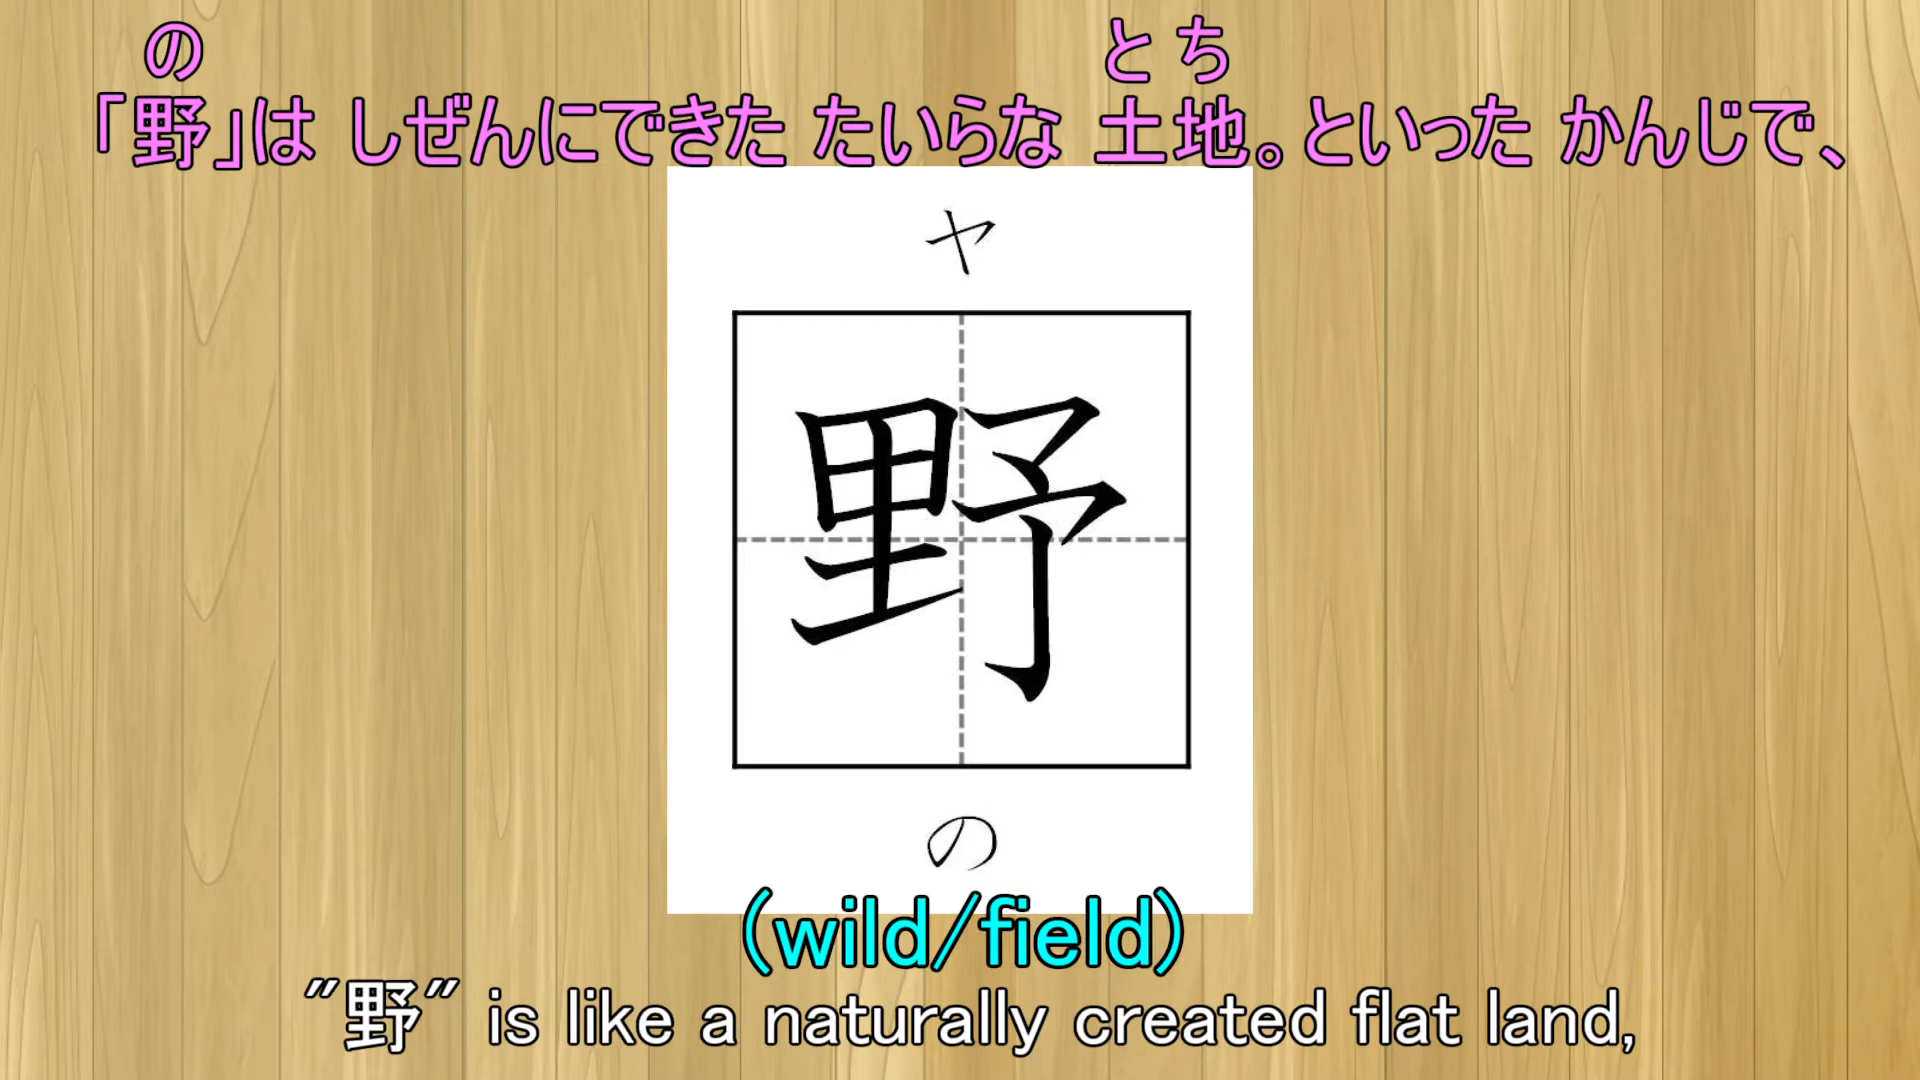 の とち
「野」は しぜんにできた たいらな 土地。といった かんじで、
ヤ
野
の
(wild/field)
"野" is like a naturally created flat land,